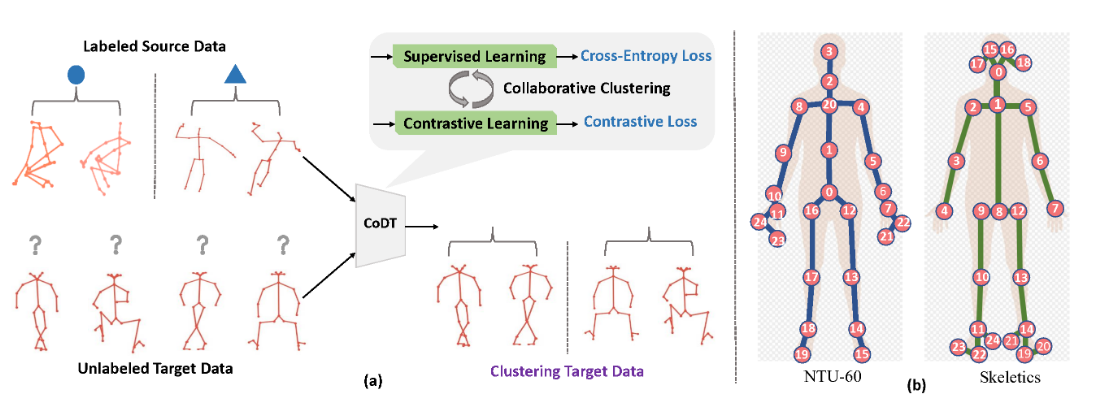 Labeled Source Data
Supervised Learning
Cross-Entropy Loss
Collaborative Clustering
Contrastive Learning
Contrastive Loss
CoDT
? ? ? ?
Unlabeled Target Data
Clustering Target Data
(a)
3
2
8 20 4
9 1 5
10 0 6
11 16 12 7
24 22
23 21
17 13
18 14
19 15
NTU-60
15 16
17 0 18
2 1 5
3 6
4 9 8 12 7
10 13
11 14
23 24 21 20
22 19
Skeletics
(b)